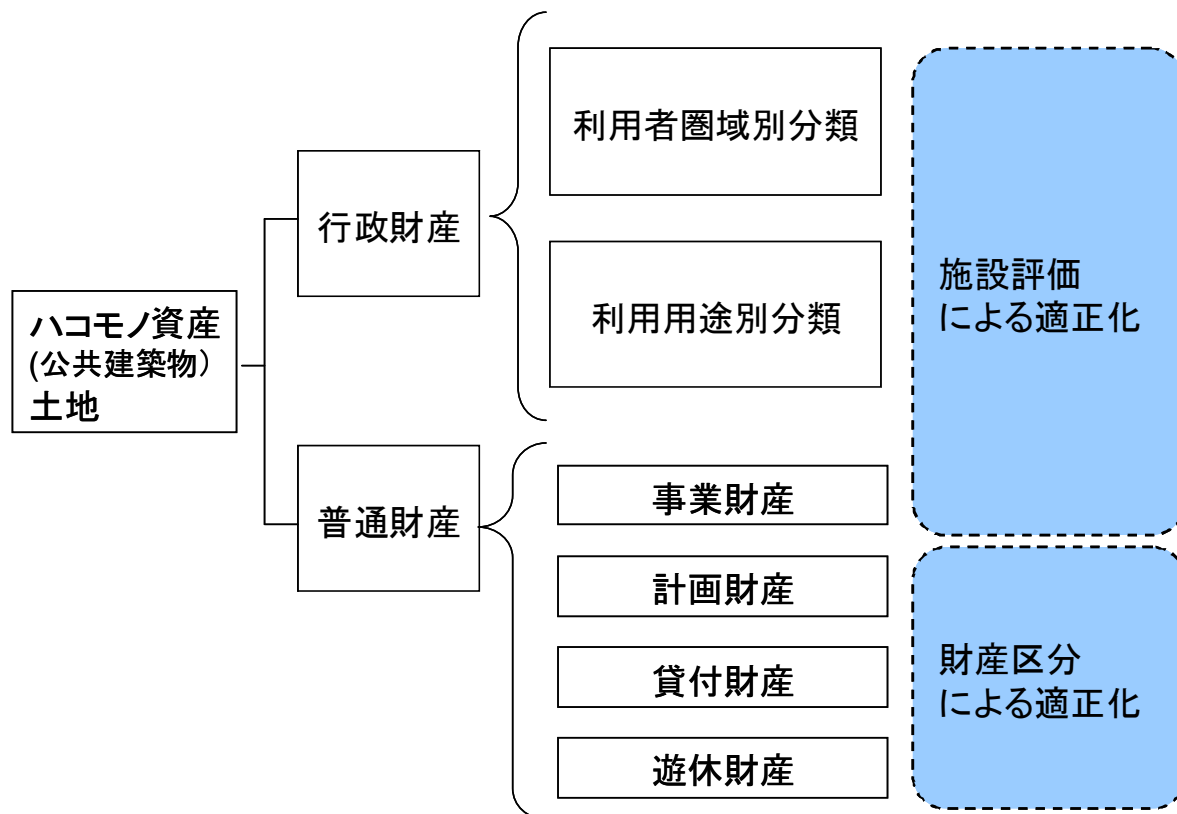 ハコモノ資産
(公共建築物）
土地
行政財産
普通財産
利用者圏域別分類
利用用途別分類
事業財産
計画財産
貸付財産
遊休財産
施設評価
による適正化
財産区分
による適正化